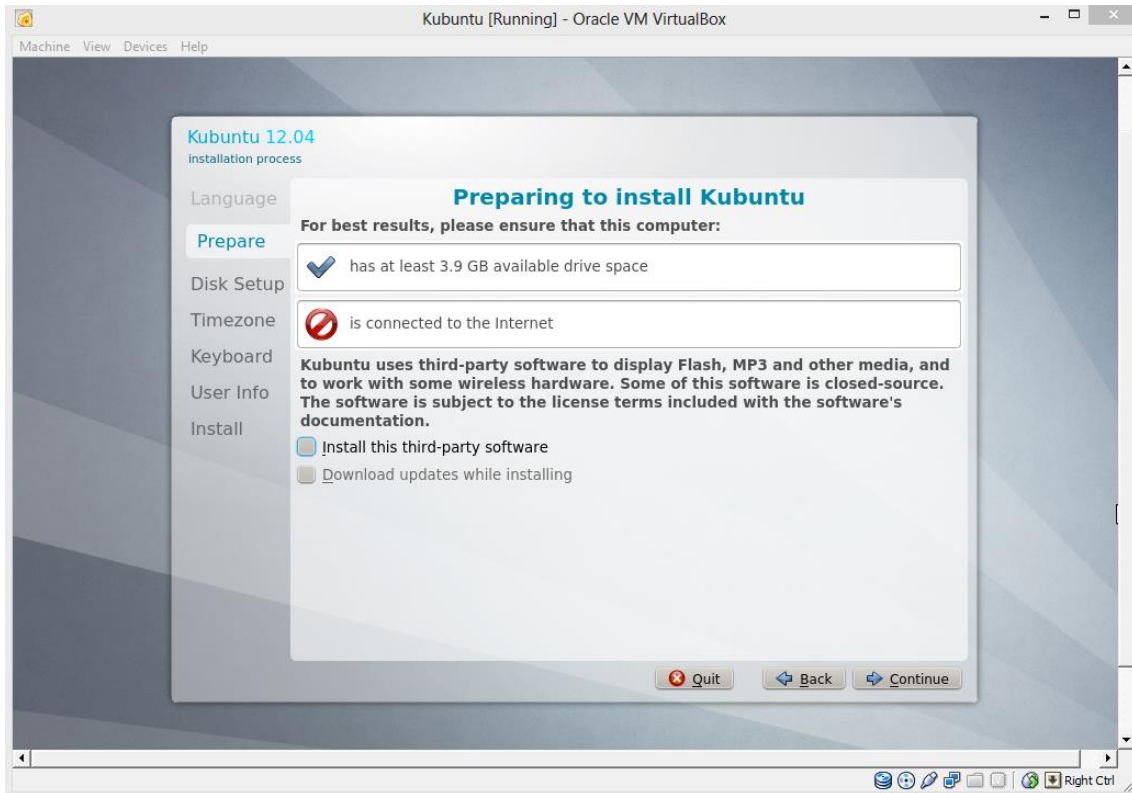 Kubuntu [Running] - Oracle VM VirtualBox
Machine View Devices Help
Kubuntu 12.04
installation process
Language
Prepare
Disk Setup
Timezone
Keyboard
User Info
Install
Preparing to install Kubuntu
For best results, please ensure that this computer:
has at least 3.9 GB available drive space
is connected to the Internet
Kubuntu uses third-party software to display Flash, MP3 and other media, and
to work with some wireless hardware. Some of this software is closed-source.
The software is subject to the license terms included with the software's
documentation.
Install this third-party software
Download updates while installing
Quit Back Continue
Right Ctrl